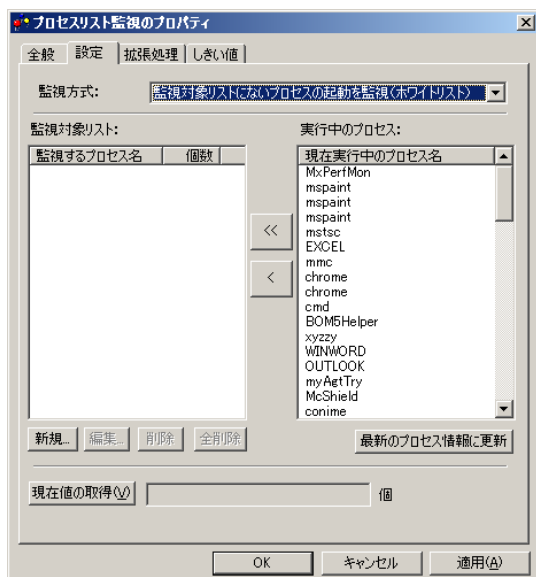 プロセスリスト監視のプロパティ
全般 設定 拡張処理 しきい値
監視方式: 監視対象リストにないプロセスの起動を監視(ホワイトリスト)
監視対象リスト:
監視するプロセス名 個数
新規... 編集... 削除 全削除
実行中のプロセス:
現在実行中のプロセス名
MxPerfMon
mspaint
mspaint
mspaint
mstsc
EXCEL
mmc
chrome
chrome
cmd
BOM5Helper
xyzzy
WINWORD
OUTLOOK
myAgtTry
McShield
conime
<<
<
最新のプロセス情報に更新
現在値の取得(V) 個
OK キャンセル 適用(A)